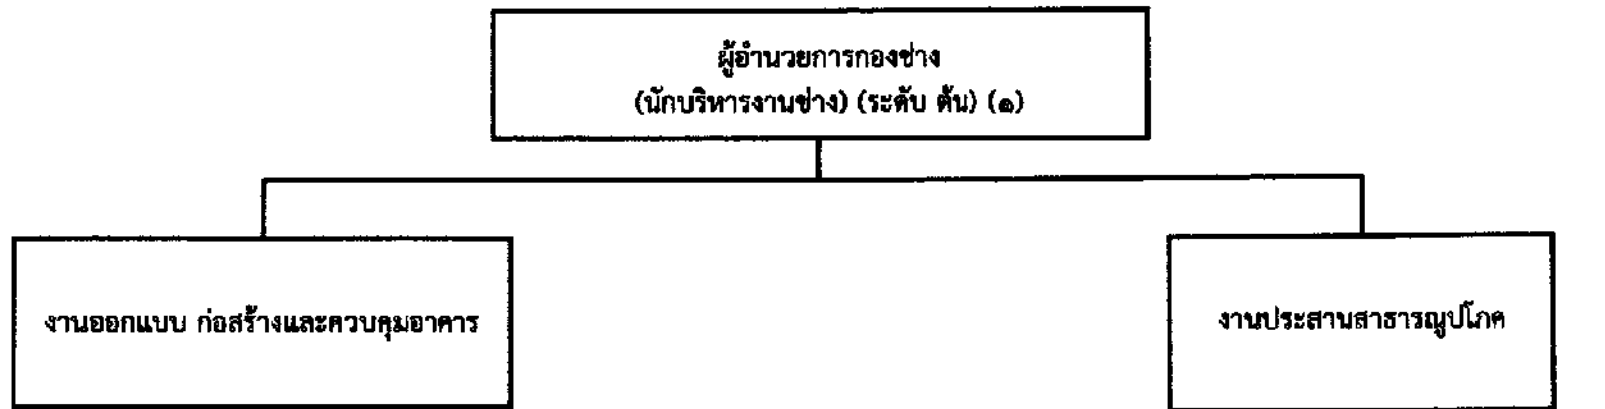 ผู้อำนวยการกองช่าง
(นักบริหารงานช่าง) (ระดับ ต้น) (๑)
งานออกแบบ ก่อสร้างและควบคุมอาคาร
งานประสานสาธารณูปโภค